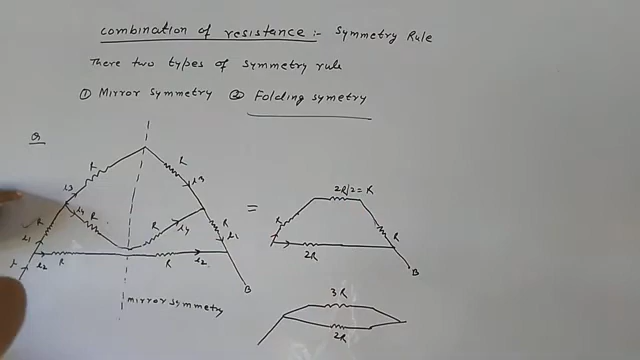 combination of resistance:- Symmetry Rule
There two types of symmetry rule
① Mirror Symmetry ② Folding symetry
Q
R
R
i3
i3
i4
R
R
i4
R
i1
R
i1
i
i2
R
R
i2
B
mirror symmetry
=
2R/2=R
R
R
2R
B
3R
2R